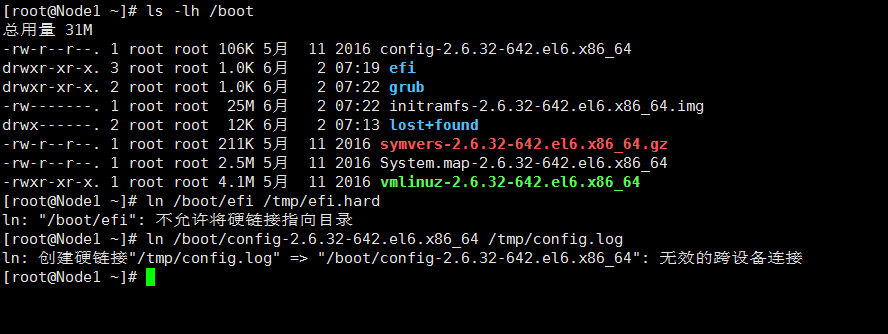 [root@Node1 ~]# ls -lh /boot
总用量 31M
-rw-r--r--. 1 root root 106K 5月  11 2016 config-2.6.32-642.el6.x86_64
drwxr-xr-x. 3 root root 1.0K 6月   2 07:19 efi
drwxr-xr-x. 2 root root 1.0K 6月   2 07:22 grub
-rw-------. 1 root root  25M 6月   2 07:22 initramfs-2.6.32-642.el6.x86_64.img
drwx------. 2 root root  12K 6月   2 07:13 lost+found
-rw-r--r--. 1 root root 211K 5月  11 2016 symvers-2.6.32-642.el6.x86_64.gz
-rw-r--r--. 1 root root 2.5M 5月  11 2016 System.map-2.6.32-642.el6.x86_64
-rwxr-xr-x. 1 root root 4.1M 5月  11 2016 vmlinuz-2.6.32-642.el6.x86_64
[root@Node1 ~]# ln /boot/efi /tmp/efi.hard
ln: "/boot/efi": 不允许将硬链接指向目录
[root@Node1 ~]# ln /boot/config-2.6.32-642.el6.x86_64 /tmp/config.log
ln: 创建硬链接"/tmp/config.log" => "/boot/config-2.6.32-642.el6.x86_64": 无效的跨设备连接
[root@Node1 ~]#